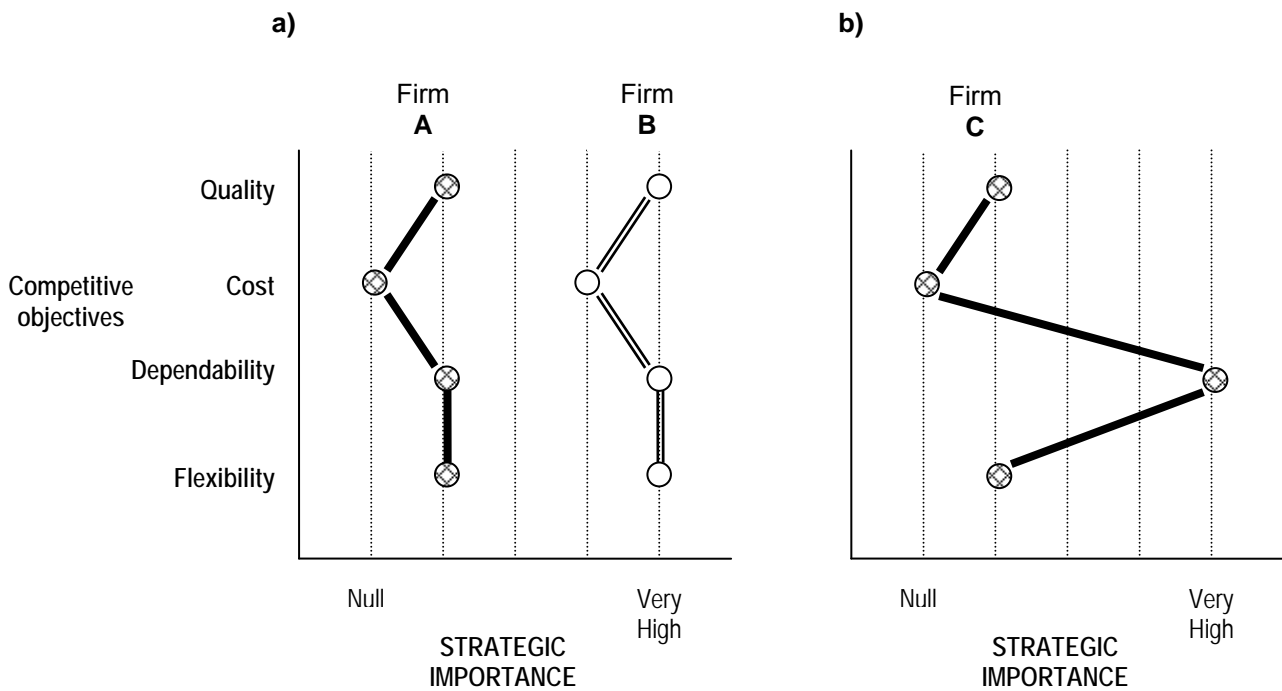 a)
b)
Firm
A
Firm
B
Firm
C
Quality
Cost
Competitive
objectives
Dependability
Flexibility
Null
Very
High
Null
Very
High
STRATEGIC
IMPORTANCE
STRATEGIC
IMPORTANCE